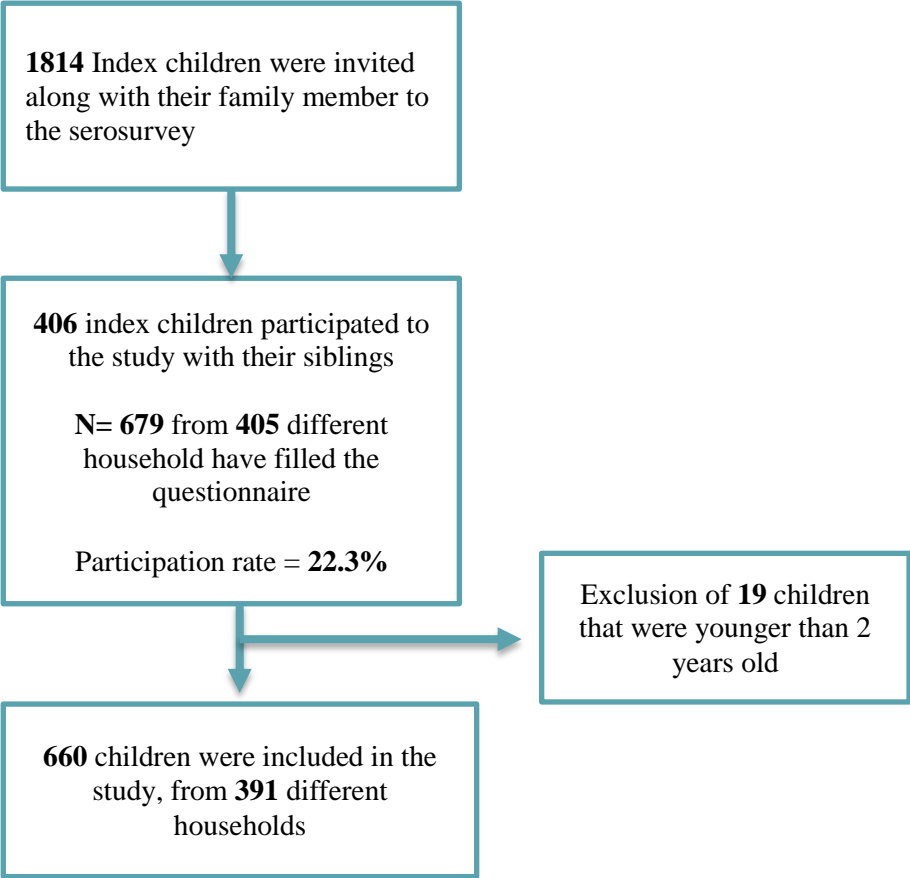 1814 Index children were invited
along with their family member to
the serosurvey
406 index children participated to
the study with their siblings
N= 679 from 405 different
household have filled the
questionnaire
Participation rate = 22.3%
Exclusion of 19 children
that were younger than 2
years old
660 children were included in the
study, from 391 different
households